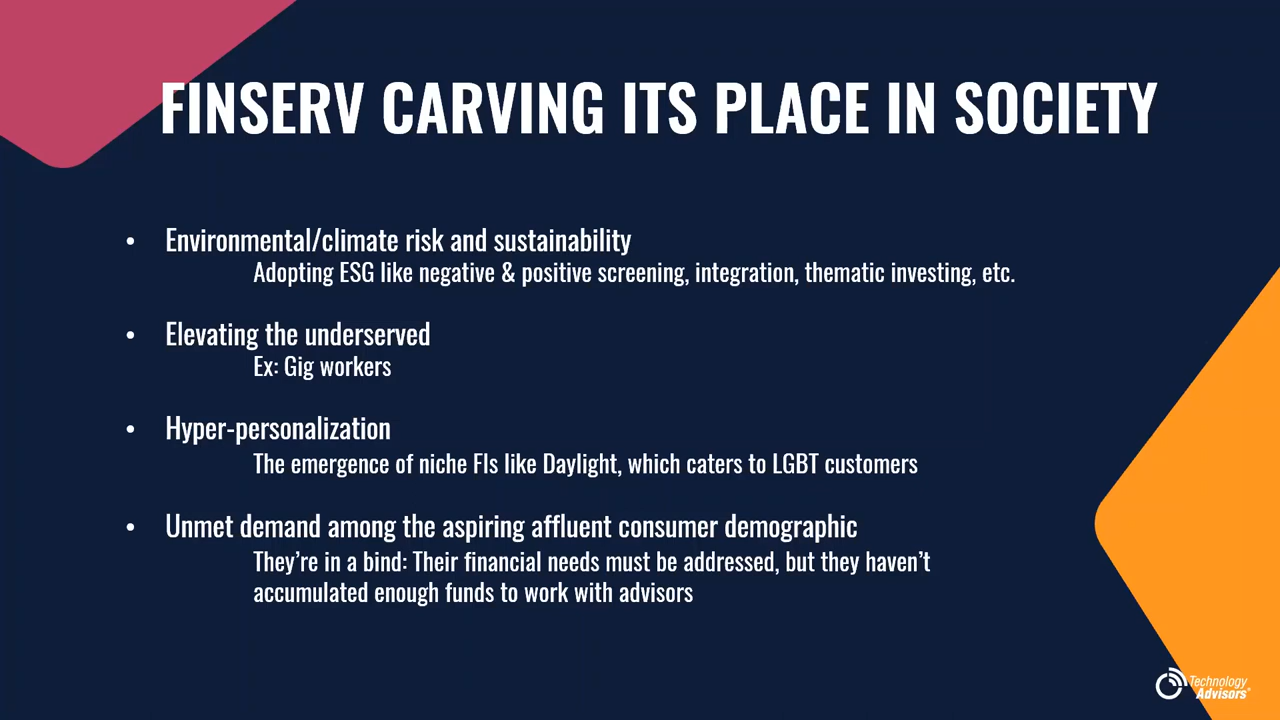 FINSERV CARVING ITS PLACE IN SOCIETY
• Environmental/climate risk and sustainability
Adopting ESG like negative & positive screening, integration, thematic investing, etc.
• Elevating the underserved
Ex: Gig workers
• Hyper-personalization
The emergence of niche FIs like Daylight, which caters to LGBT customers
• Unmet demand among the aspiring affluent consumer demographic
They’re in a bind: Their financial needs must be addressed, but they haven’t
accumulated enough funds to work with advisors
Technology
Advisors®